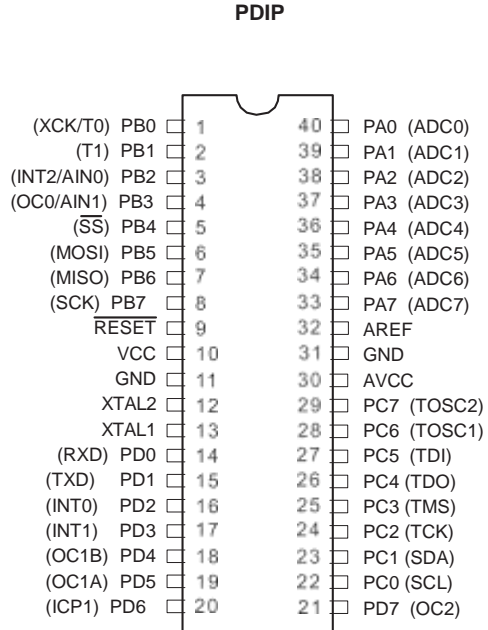 PDIP
(XCK/T0) PB0 1 40 PA0 (ADC0)
(T1) PB1 2 39 PA1 (ADC1)
(INT2/AIN0) PB2 3 38 PA2 (ADC2)
(OC0/AIN1) PB3 4 37 PA3 (ADC3)
(S̅S̅) PB4 5 36 PA4 (ADC4)
(MOSI) PB5 6 35 PA5 (ADC5)
(MISO) PB6 7 34 PA6 (ADC6)
(SCK) PB7 8 33 PA7 (ADC7)
R̅E̅S̅E̅T̅ 9 32 AREF
VCC 10 31 GND
GND 11 30 AVCC
XTAL2 12 29 PC7 (TOSC2)
XTAL1 13 28 PC6 (TOSC1)
(RXD) PD0 14 27 PC5 (TDI)
(TXD) PD1 15 26 PC4 (TDO)
(INT0) PD2 16 25 PC3 (TMS)
(INT1) PD3 17 24 PC2 (TCK)
(OC1B) PD4 18 23 PC1 (SDA)
(OC1A) PD5 19 22 PC0 (SCL)
(ICP1) PD6 20 21 PD7 (OC2)